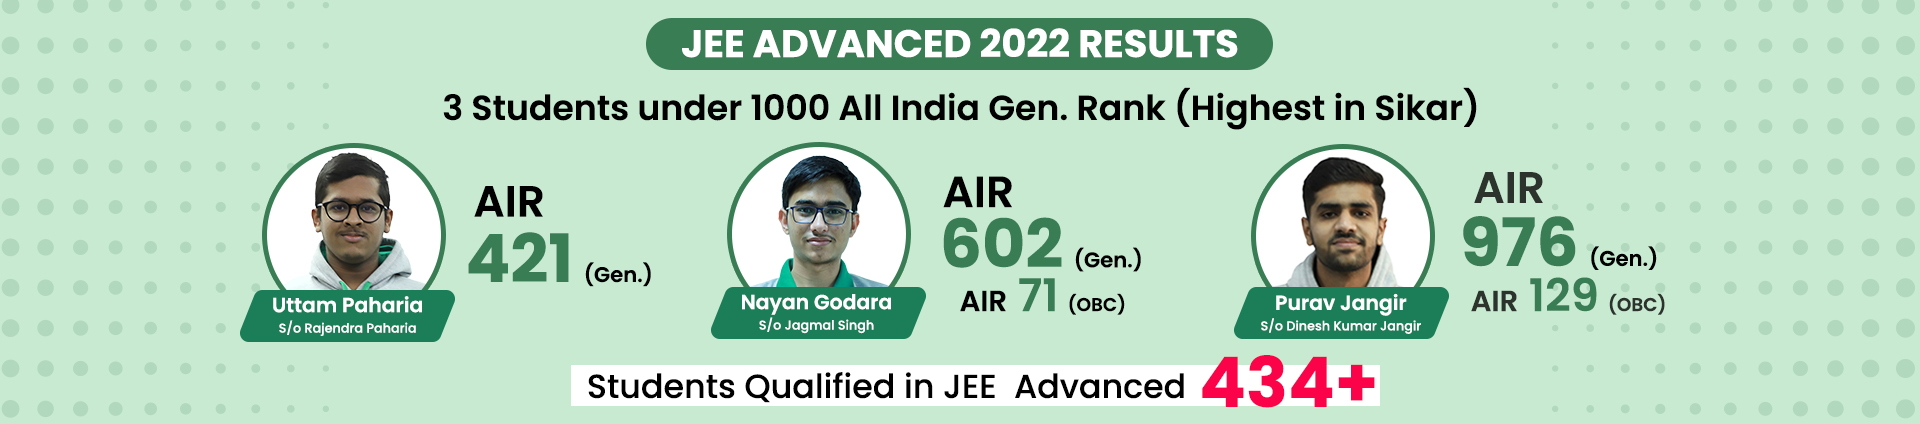 JEE ADVANCED 2022 RESULTS
3 Students under 1000 All India Gen. Rank (Highest in Sikar)
AIR
421 (Gen.)
Uttam Paharia
S/o Rajendra Paharia
AIR
602 (Gen.)
AIR 71 (OBC)
Nayan Godara
S/o Jagmal Singh
AIR
976 (Gen.)
AIR 129 (OBC)
Purav Jangir
S/o Dinesh Kumar Jangir
Students Qualified in JEE Advanced 434+